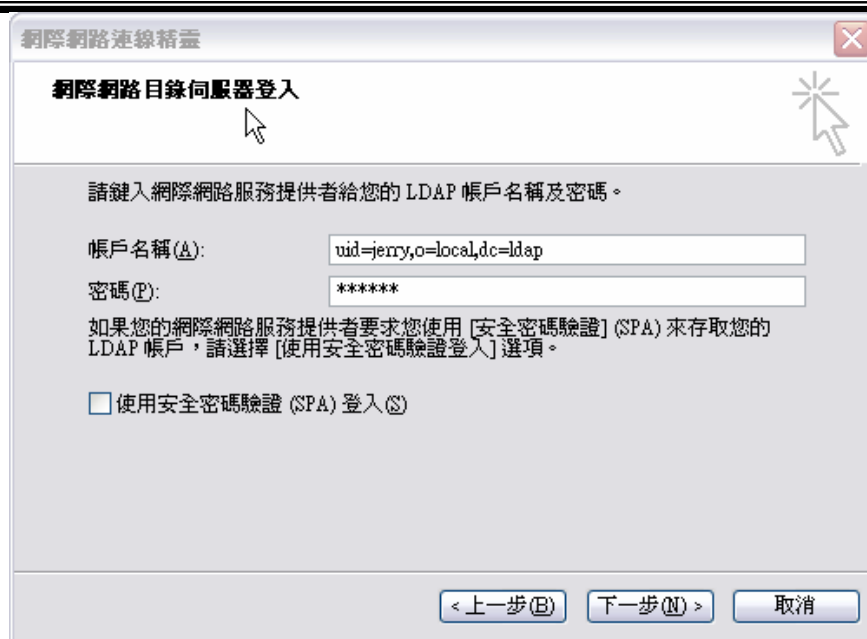 網際網路連線精靈
網際網路目錄伺服器登入
請鍵入網際網路服務提供者給您的 LDAP 帳戶名稱及密碼。
帳戶名稱(A): uid=jerry,o=local,dc=ldap
密碼(P): ******
如果您的網際網路服務提供者要求您使用 [安全密碼驗證] (SPA) 來存取您的
LDAP 帳戶，請選擇 [使用安全密碼驗證登入] 選項。
使用安全密碼驗證 (SPA) 登入(S)
< 上一步(B) 下一步(N) > 取消